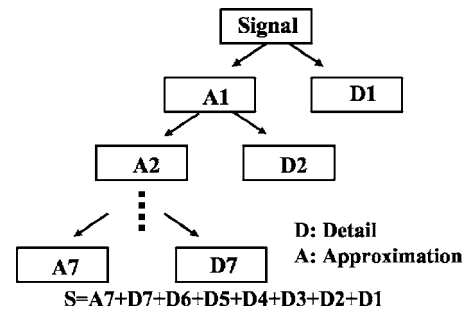 Signal
A1
D1
A2
D2
D: Detail
A: Approximation
A7
D7
S=A7+D7+D6+D5+D4+D3+D2+D1